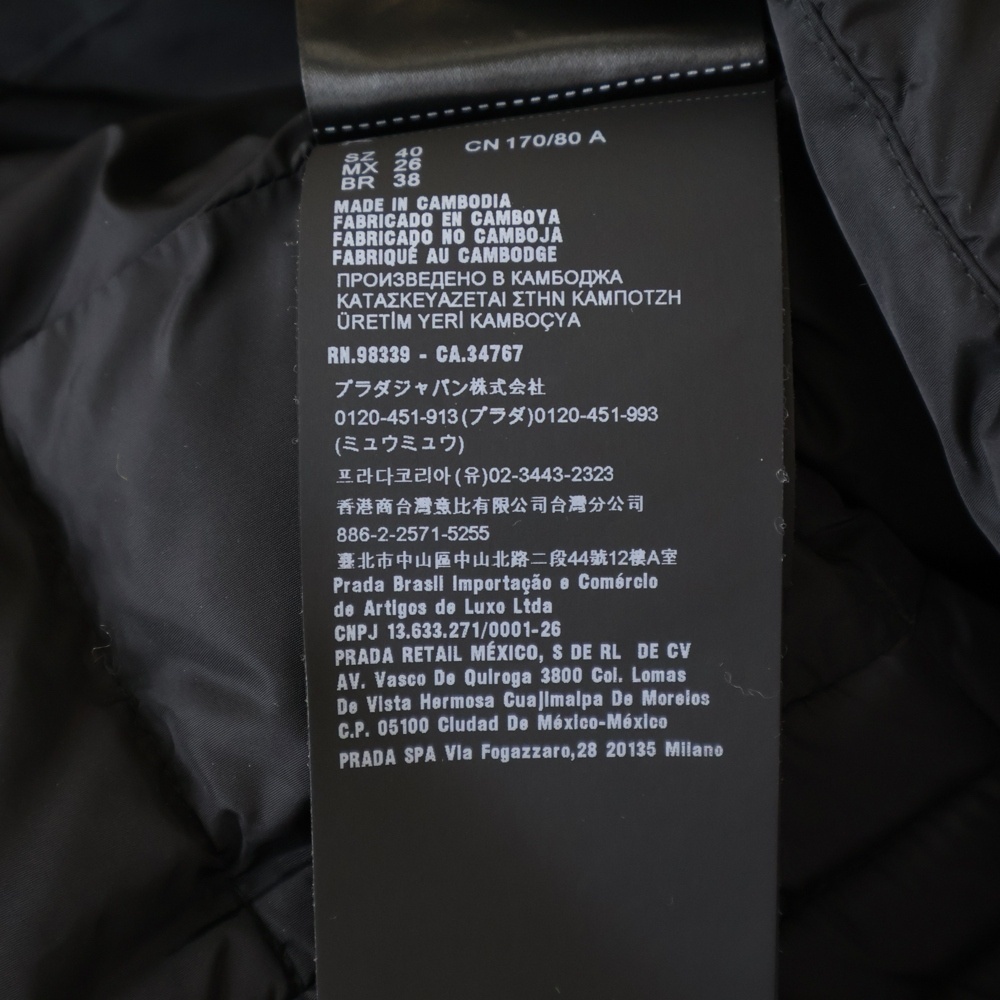 SZ 40 CN 170/80 A
MX 26
BR 38
MADE IN CAMBODIA
FABRICADO EN CAMBOYA
FABRICADO NO CAMBOJA
FABRIQUÉ AU CAMBODGE
ПРОИЗВЕДЕНО В КАМБОДЖА
ΚΑΤΑΣΚΕΥΑΖΕΤΑΙ ΣΤΗΝ ΚΑΜΠΟΤΖΗ
ÜRETİM YERİ KAMBOÇYA
RN.98339 - CA.34767
プラダジャパン株式会社
0120-451-913(プラダ)0120-451-993
(ミュウミュウ)
프라다코리아(유)02-3443-2323
香港商台灣意比有限公司台灣分公司
886-2-2571-5255
臺北市中山區中山北路二段44號12樓A室
Prada Brasil Importação e Comércio
de Artigos de Luxo Ltda
CNPJ 13.633.271/0001-26
PRADA RETAIL MÉXICO, S DE RL DE CV
AV. Vasco De Quiroga 3800 Col. Lomas
De Vista Hermosa Cuajimalpa De Morelos
C.P. 05100 Ciudad De México-México
PRADA SPA Via Fogazzaro,28 20135 Milano